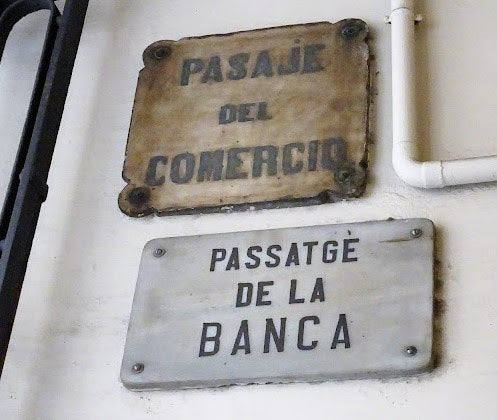 PASAJE
DEL
COMERCIO
PASSATGE
DE LA
BANCA